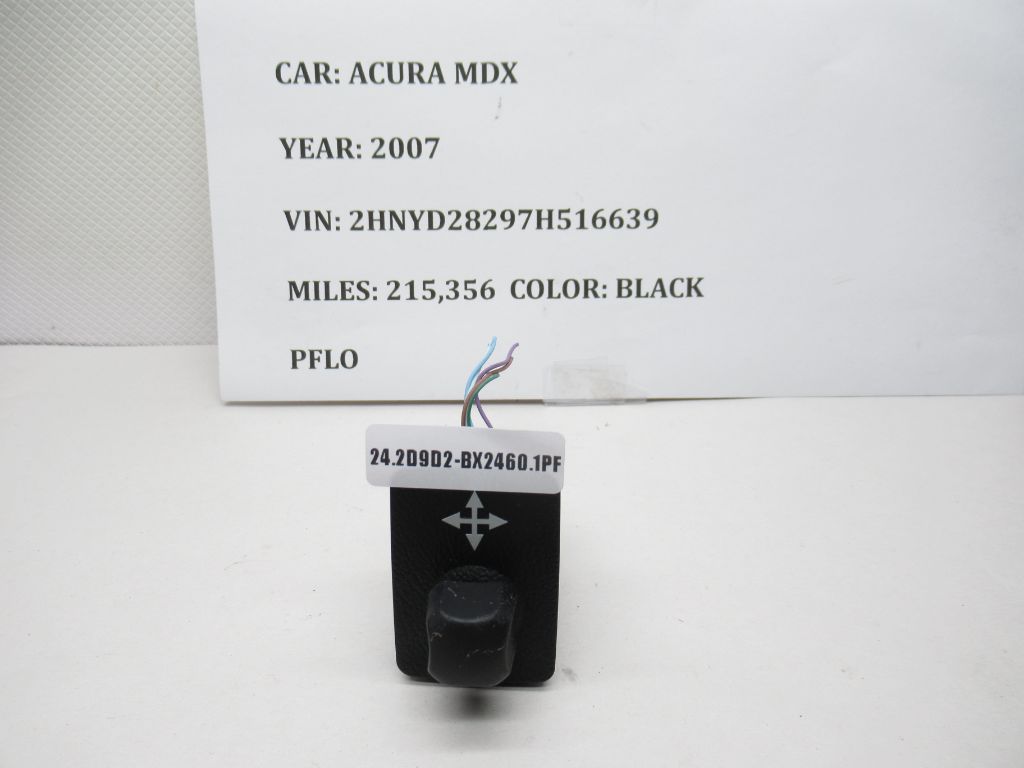 CAR: ACURA MDX
YEAR: 2007
VIN: 2HNYD28297H516639
MILES: 215,356 COLOR: BLACK
PFLO
24.2D9D2-BX2460.1PF